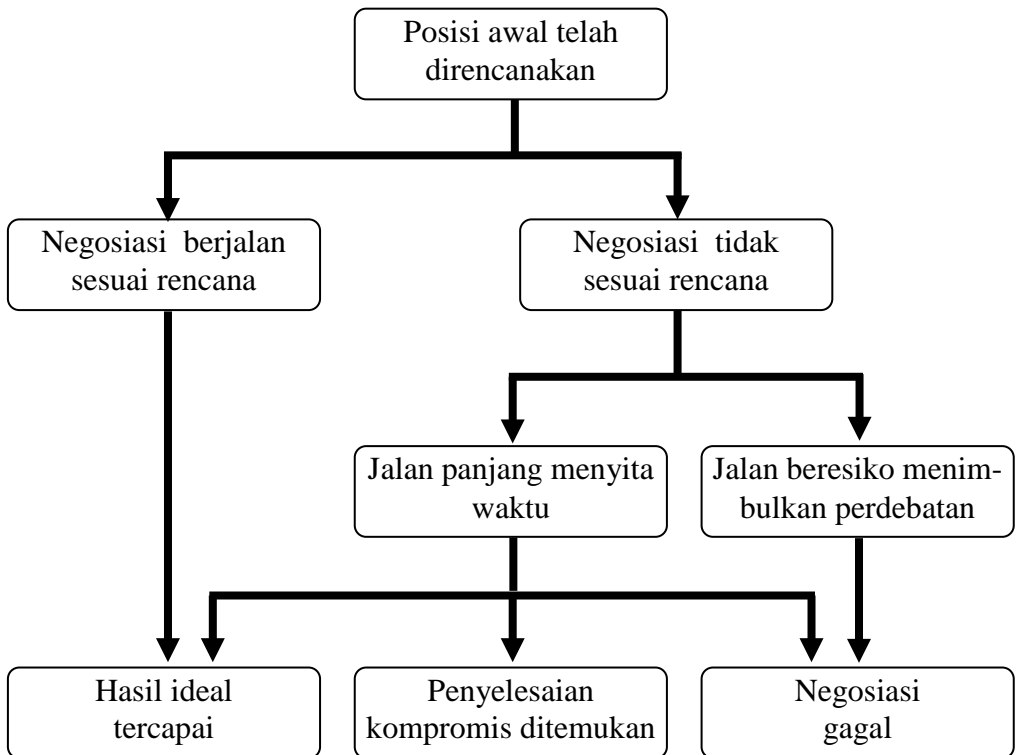 Posisi awal telah
direncanakan
Negosiasi berjalan
sesuai rencana
Negosiasi tidak
sesuai rencana
Jalan panjang menyita
waktu
Jalan beresiko menim-
bulkan perdebatan
Hasil ideal
tercapai
Penyelesaian
kompromis ditemukan
Negosiasi
gagal